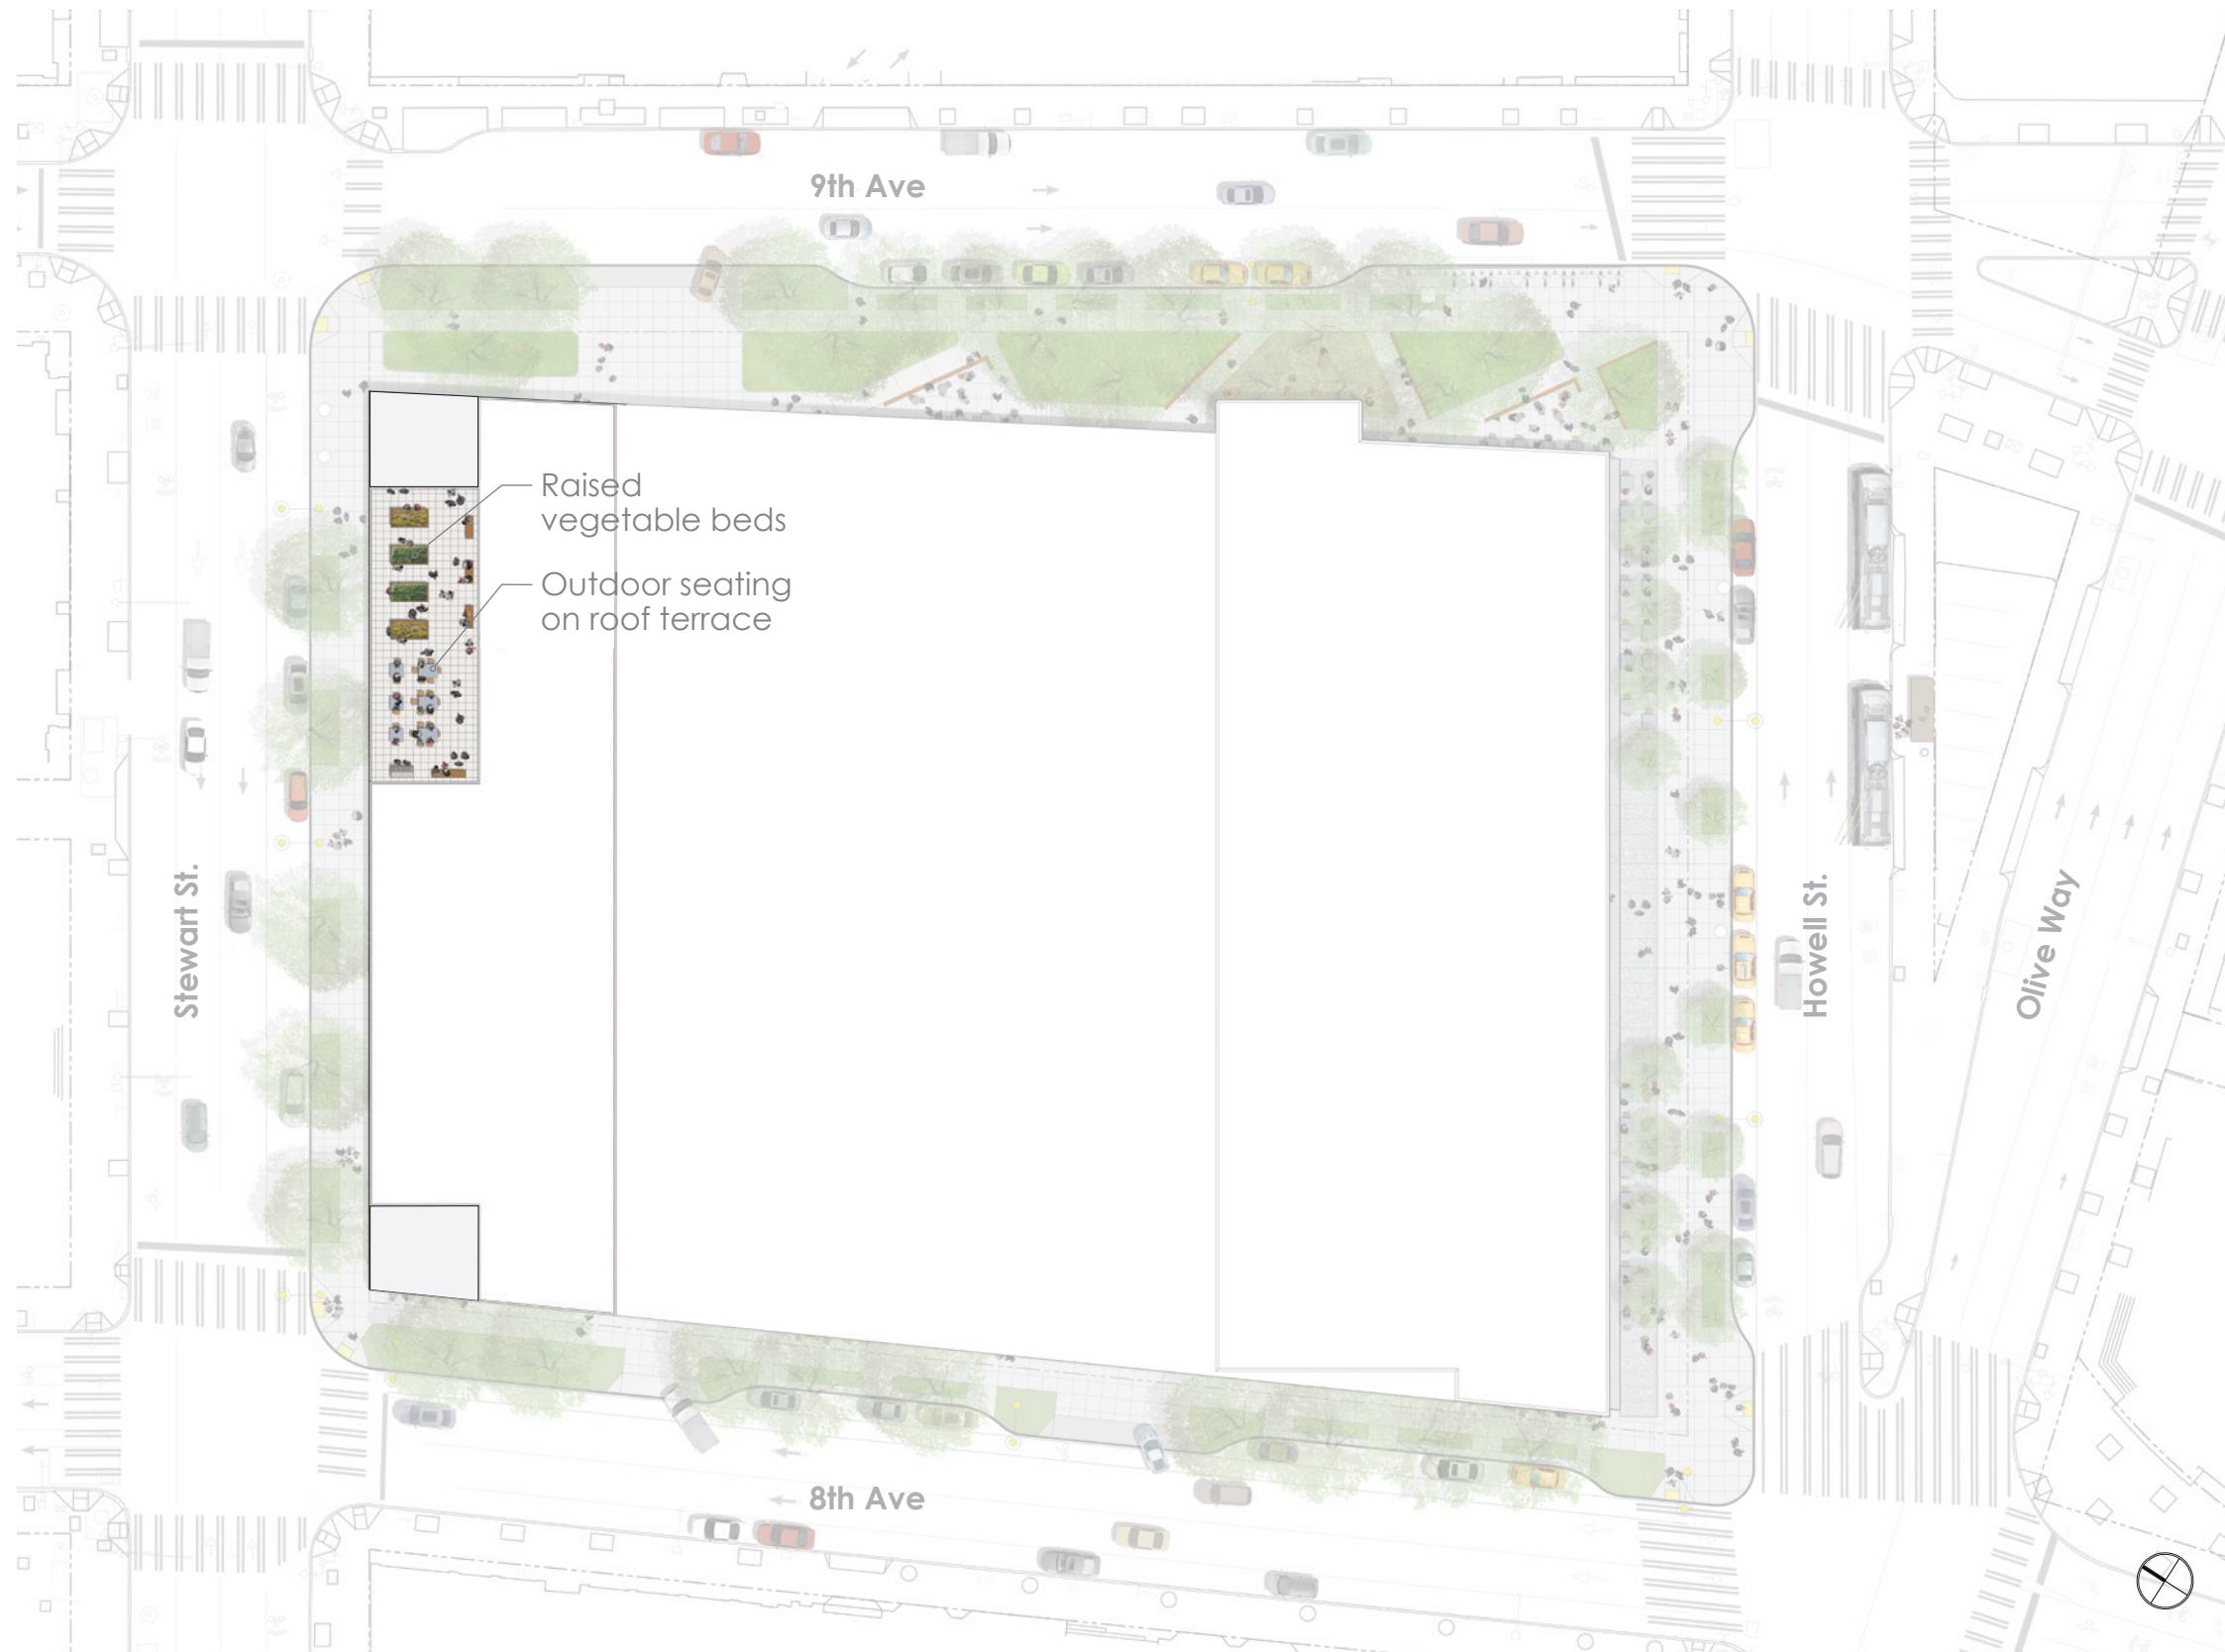 9th Ave
Raised
vegetable beds
Outdoor seating
on roof terrace
Stewart St.
Howell St.
Olive Way
8th Ave